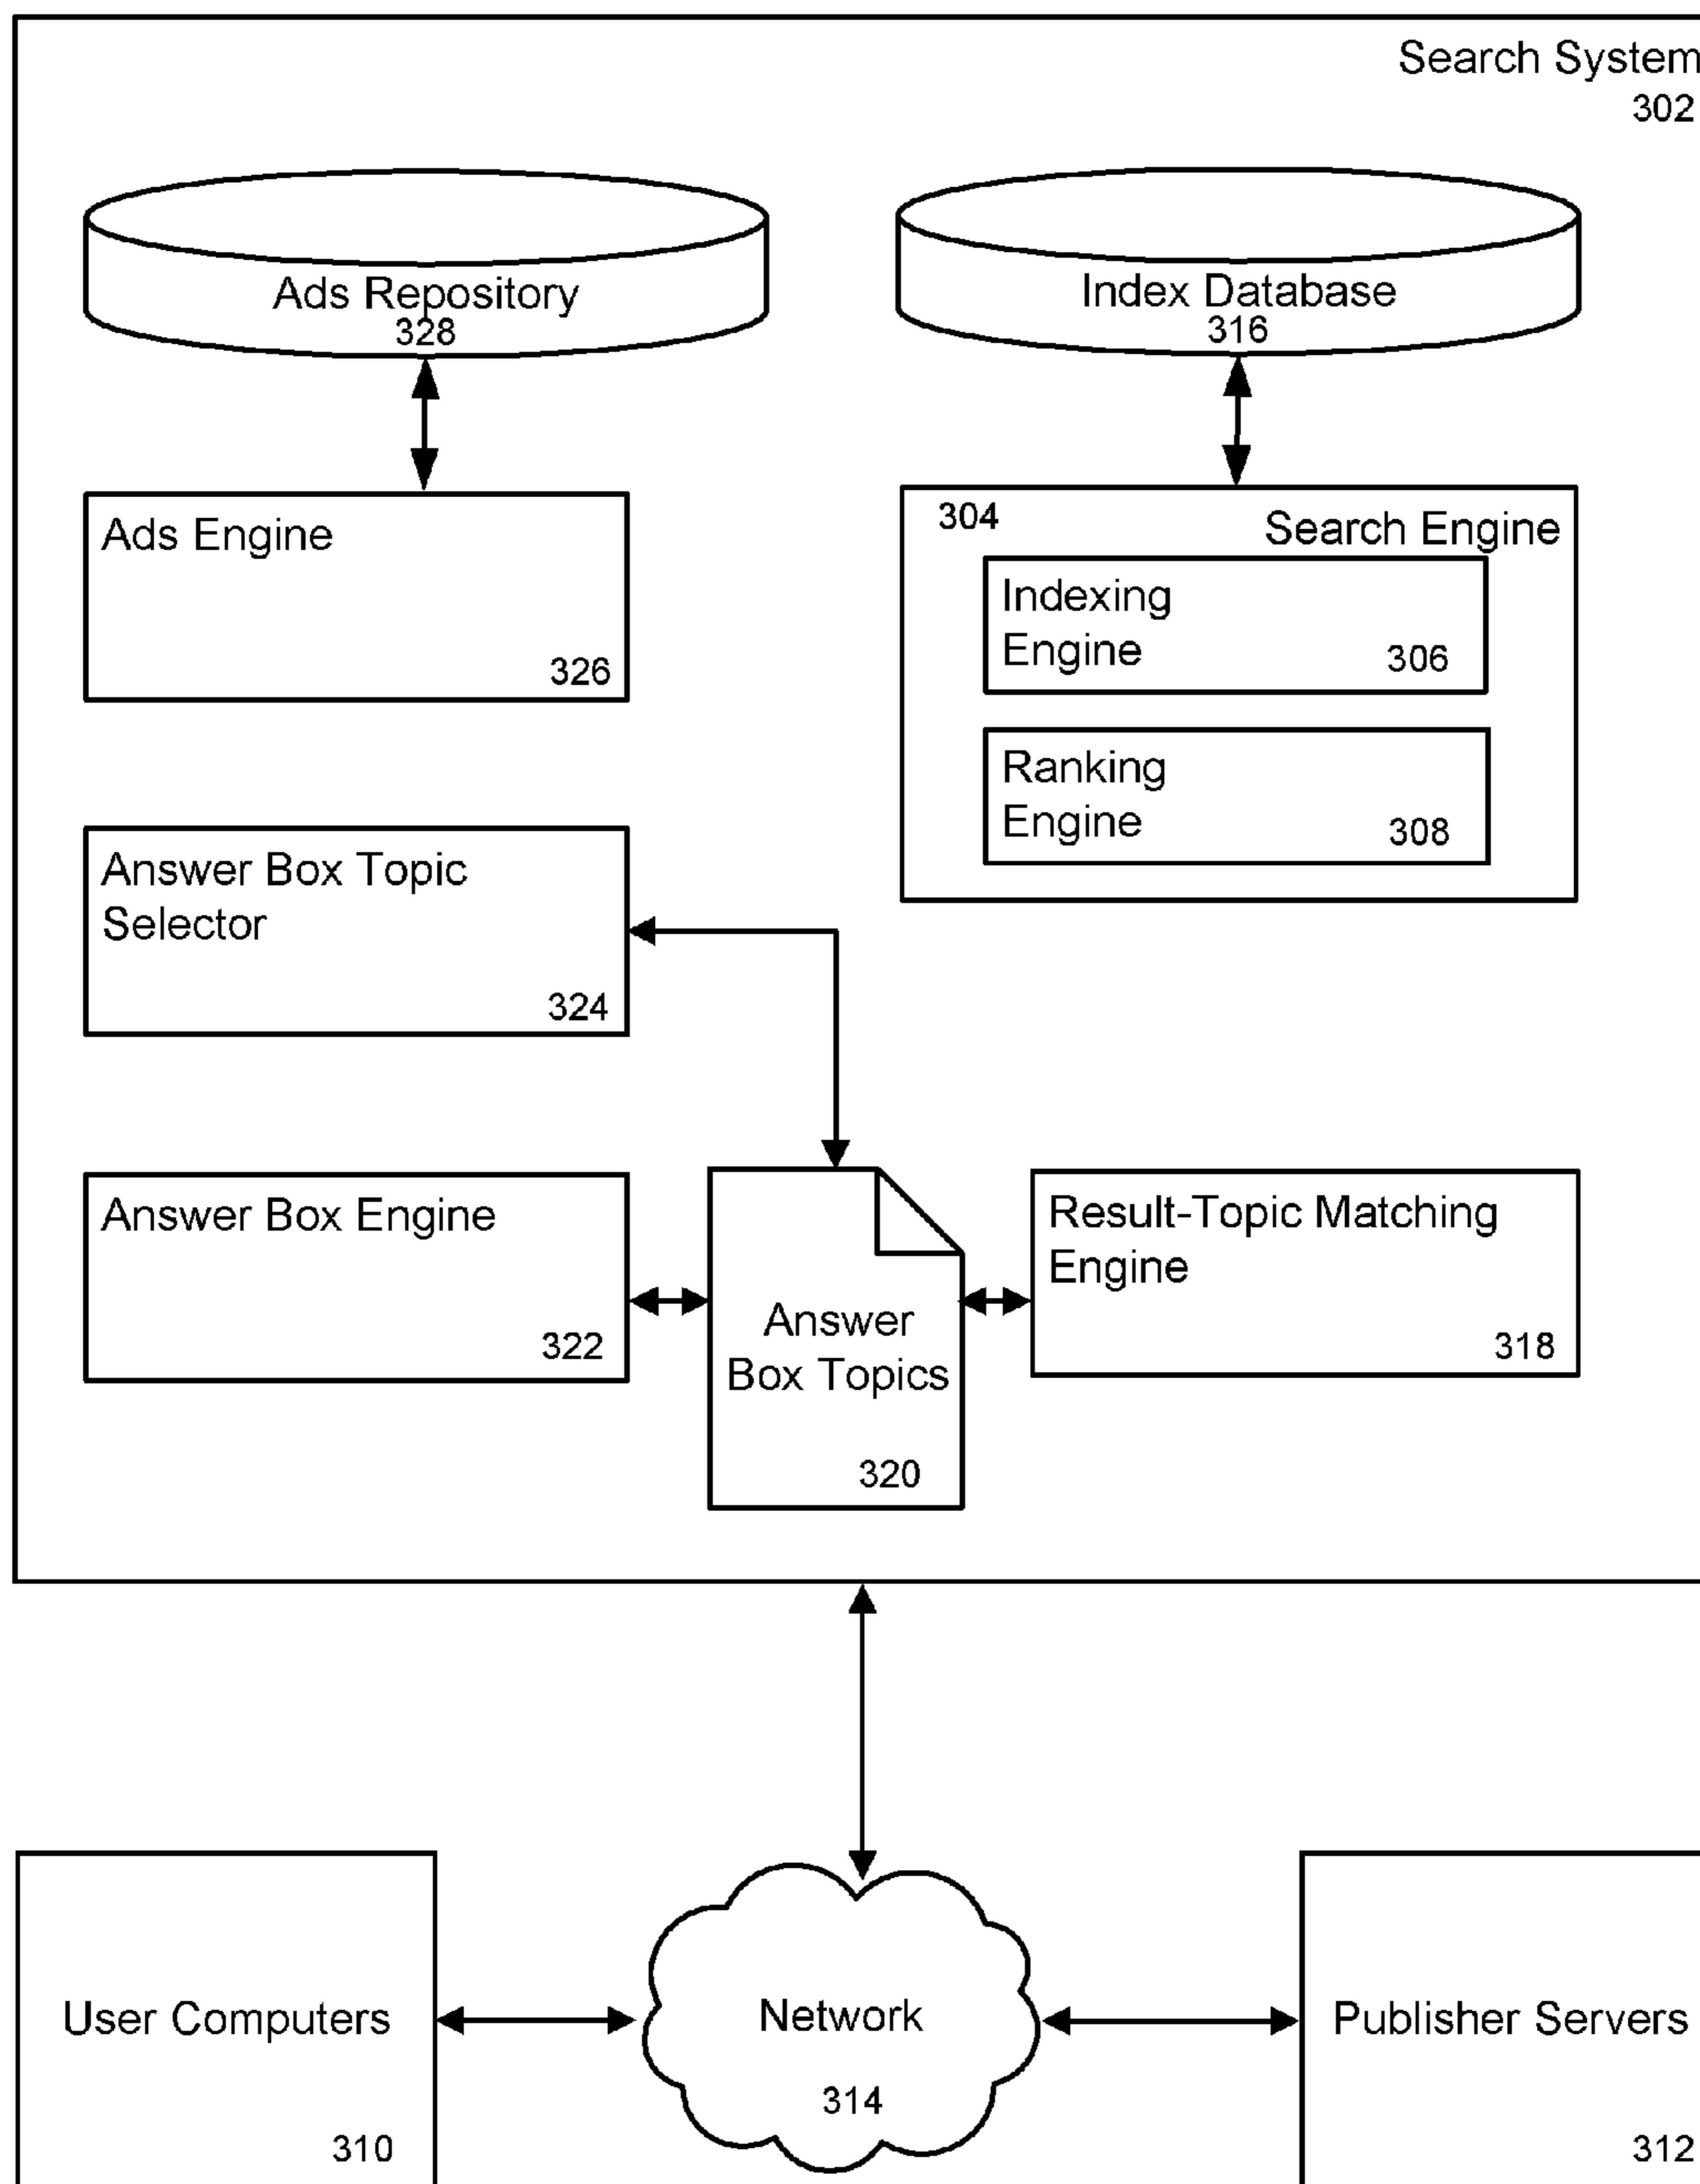 Search System
302
Ads Repository
328
Index Database
316
Ads Engine
326
304
Search Engine
Indexing
Engine
306
Ranking
Engine
308
Answer Box Topic
Selector
324
Answer Box Engine
322
Answer
Box Topics
320
Result-Topic Matching
Engine
318
User Computers
310
Network
314
Publisher Servers
312